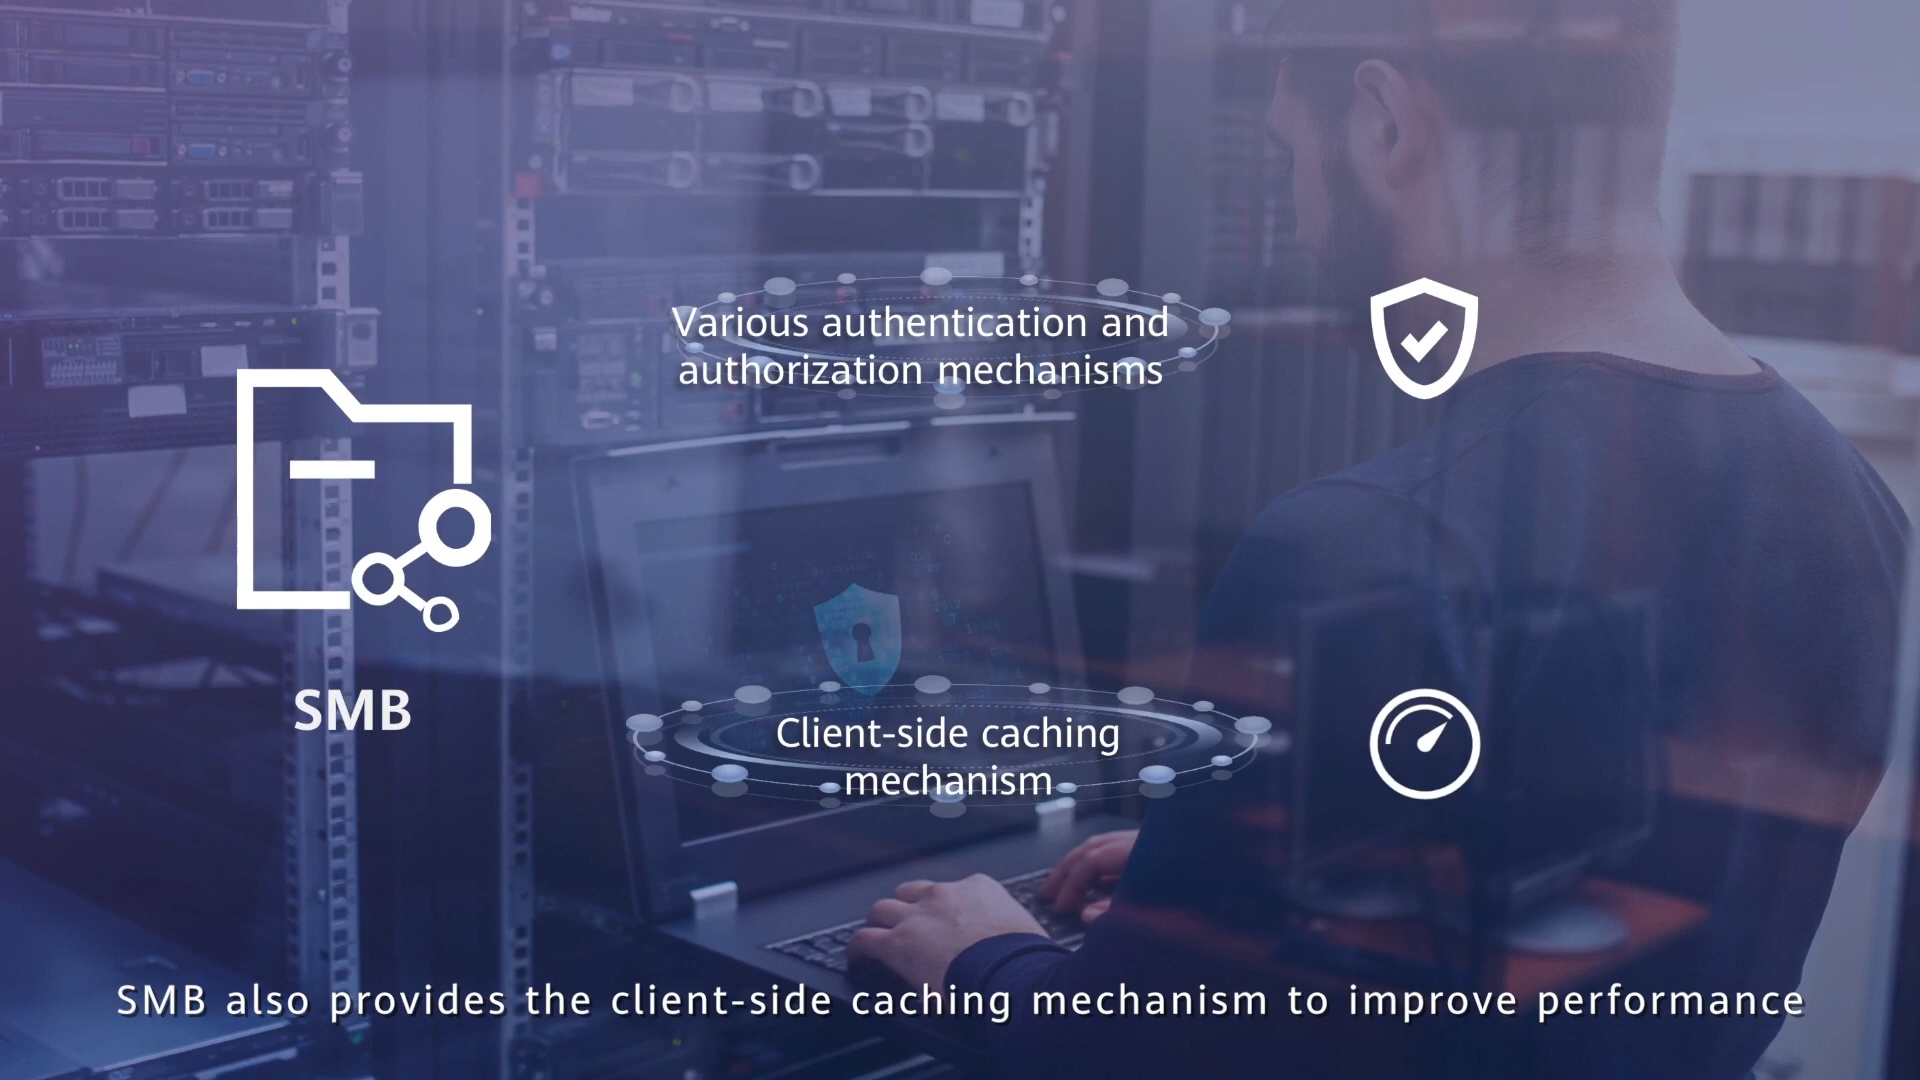 Various authentication and
authorization mechanisms
SMB
Client-side caching
mechanism
SMB also provides the client-side caching mechanism to improve performance